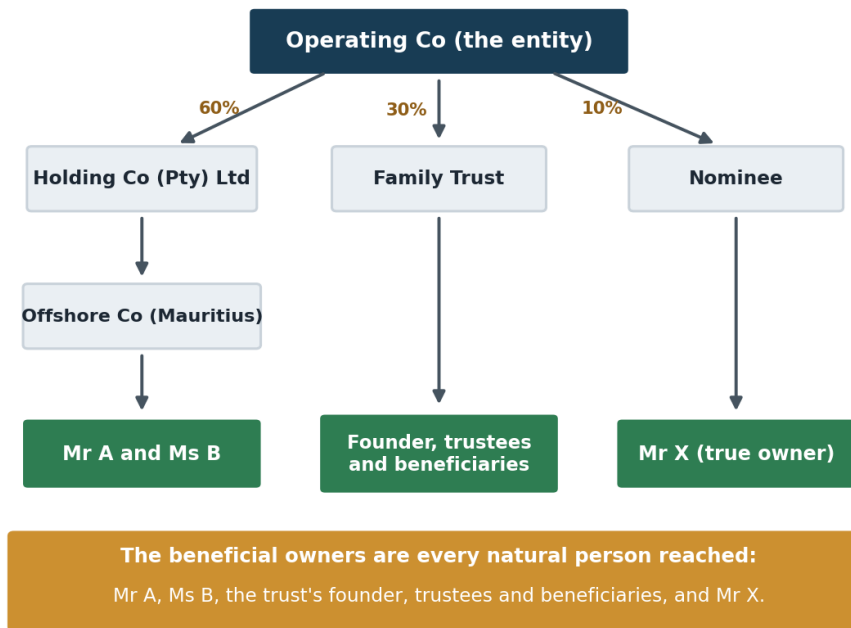 Operating Co (the entity)
60%
30%
10%
Holding Co (Pty) Ltd
Family Trust
Nominee
Offshore Co (Mauritius)
Mr A and Ms B
Founder, trustees
and beneficiaries
Mr X (true owner)
The beneficial owners are every natural person reached:
Mr A, Ms B, the trust's founder, trustees and beneficiaries, and Mr X.